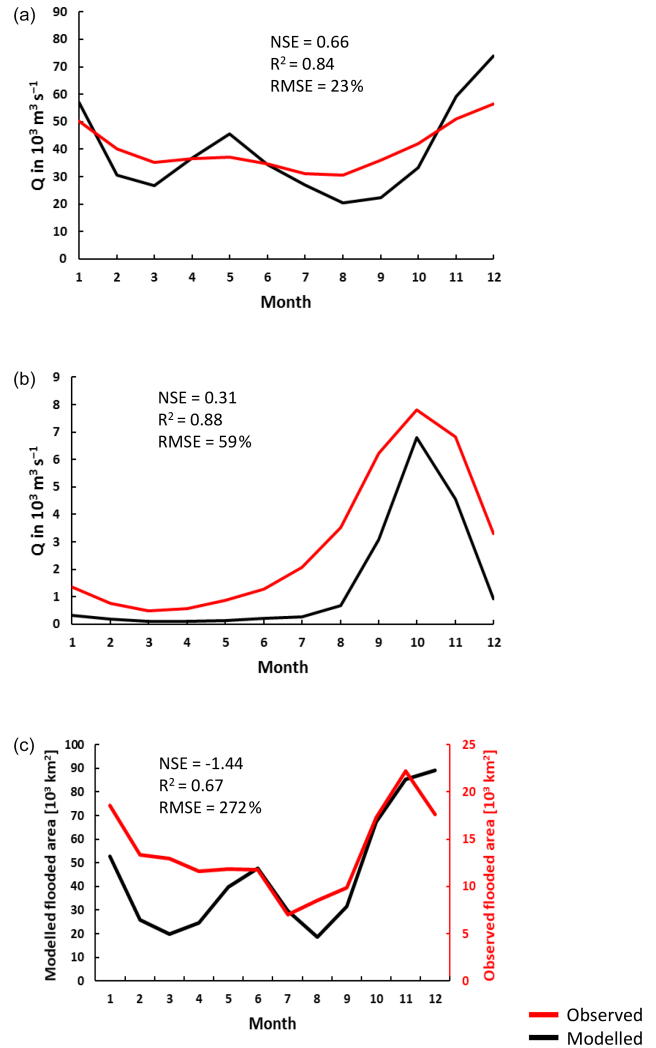 (a)
90
80
70
60
50
40
30
20
10
0
Q in 10³ m³ s⁻¹
NSE = 0.66
R² = 0.84
RMSE = 23%
1 2 3 4 5 6 7 8 9 10 11 12
Month
(b)
9
8
7
6
5
4
3
2
1
0
Q in 10³ m³ s⁻¹
NSE = 0.31
R² = 0.88
RMSE = 59%
1 2 3 4 5 6 7 8 9 10 11 12
Month
(c)
100
90
80
70
60
50
40
30
20
10
0
Modelled flooded area [10³ km²]
NSE = -1.44
R² = 0.67
RMSE = 272%
25
20
15
10
5
0
Observed flooded area [10³ km²]
1 2 3 4 5 6 7 8 9 10 11 12
Month
Observed
Modelled